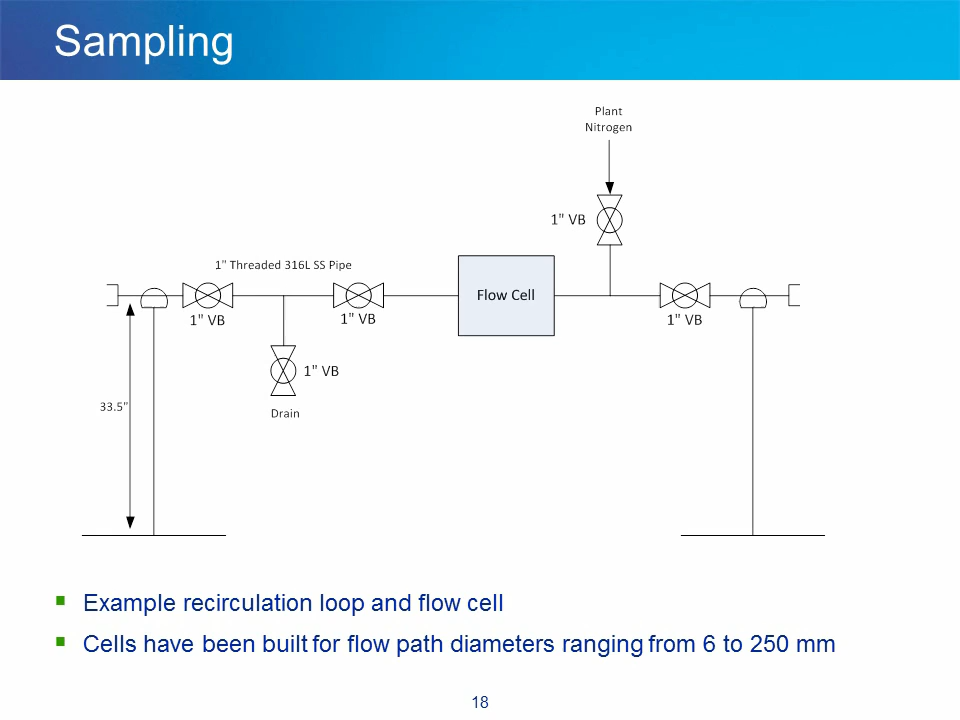 Sampling
Plant
Nitrogen
1" VB
1" Threaded 316L SS Pipe
Flow Cell
1" VB
1" VB
1" VB
1" VB
33.5"
Drain
Example recirculation loop and flow cell
Cells have been built for flow path diameters ranging from 6 to 250 mm
18